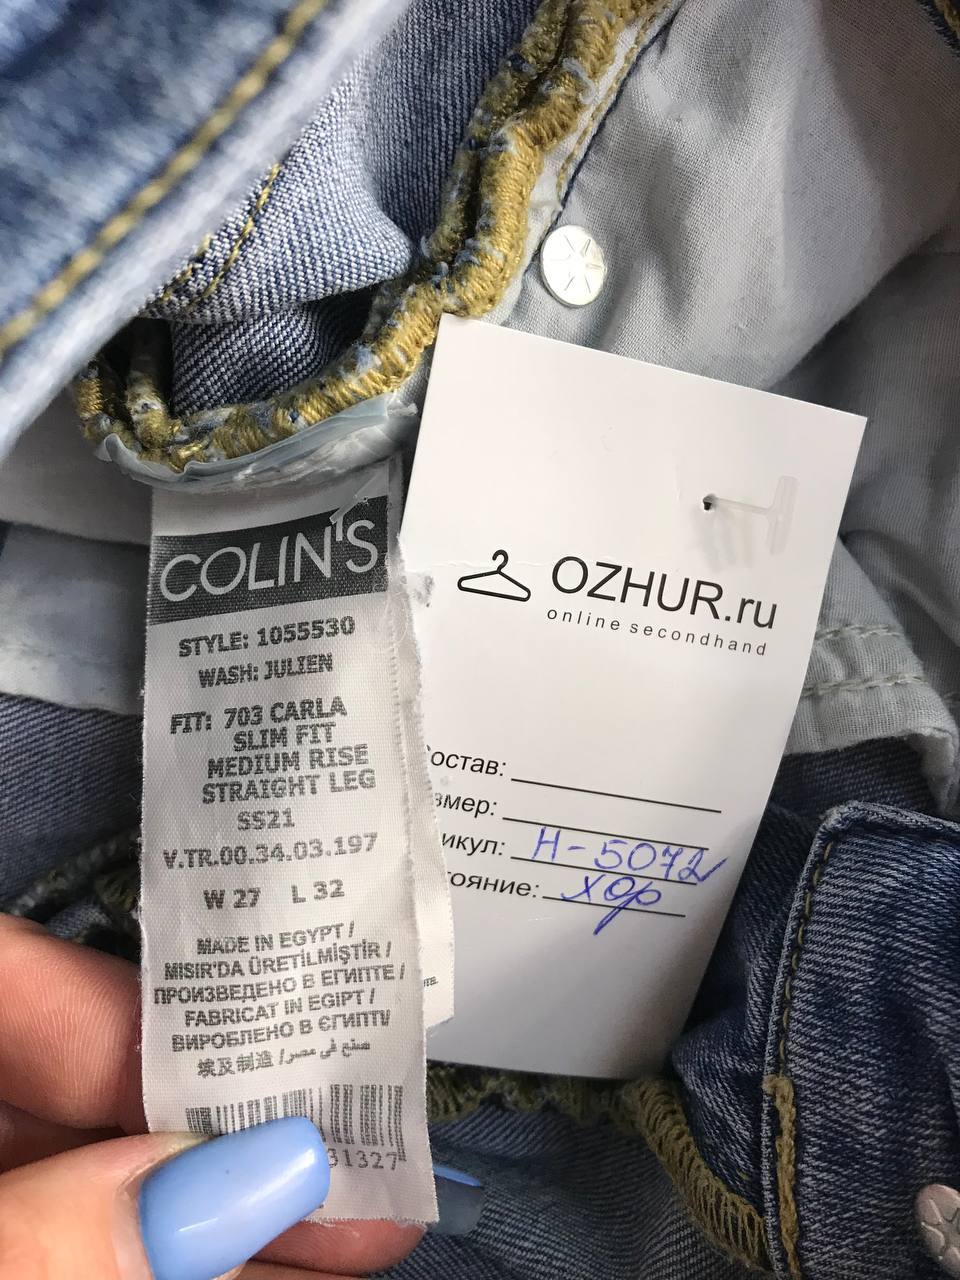 COLIN'S
STYLE: 1055530
WASH: JULIEN
FIT: 703 CARLA
SLIM FIT
MEDIUM RISE
STRAIGHT LEG
SS21
V.TR.00.34.03.197
W 27 L 32
MADE IN EGYPT /
MISIR'DA ÜRETİLMİŞTİR /
ПРОИЗВЕДЕНО В ЕГИПТЕ /
FABRICAT IN EGIPT /
ВИРОБЛЕНО В ЄГИПТІ/
埃及制造 / صنع في مصر
31327
OZHUR.ru
online secondhand
остав:
змер:
икул: Н-5072
тояние: хор